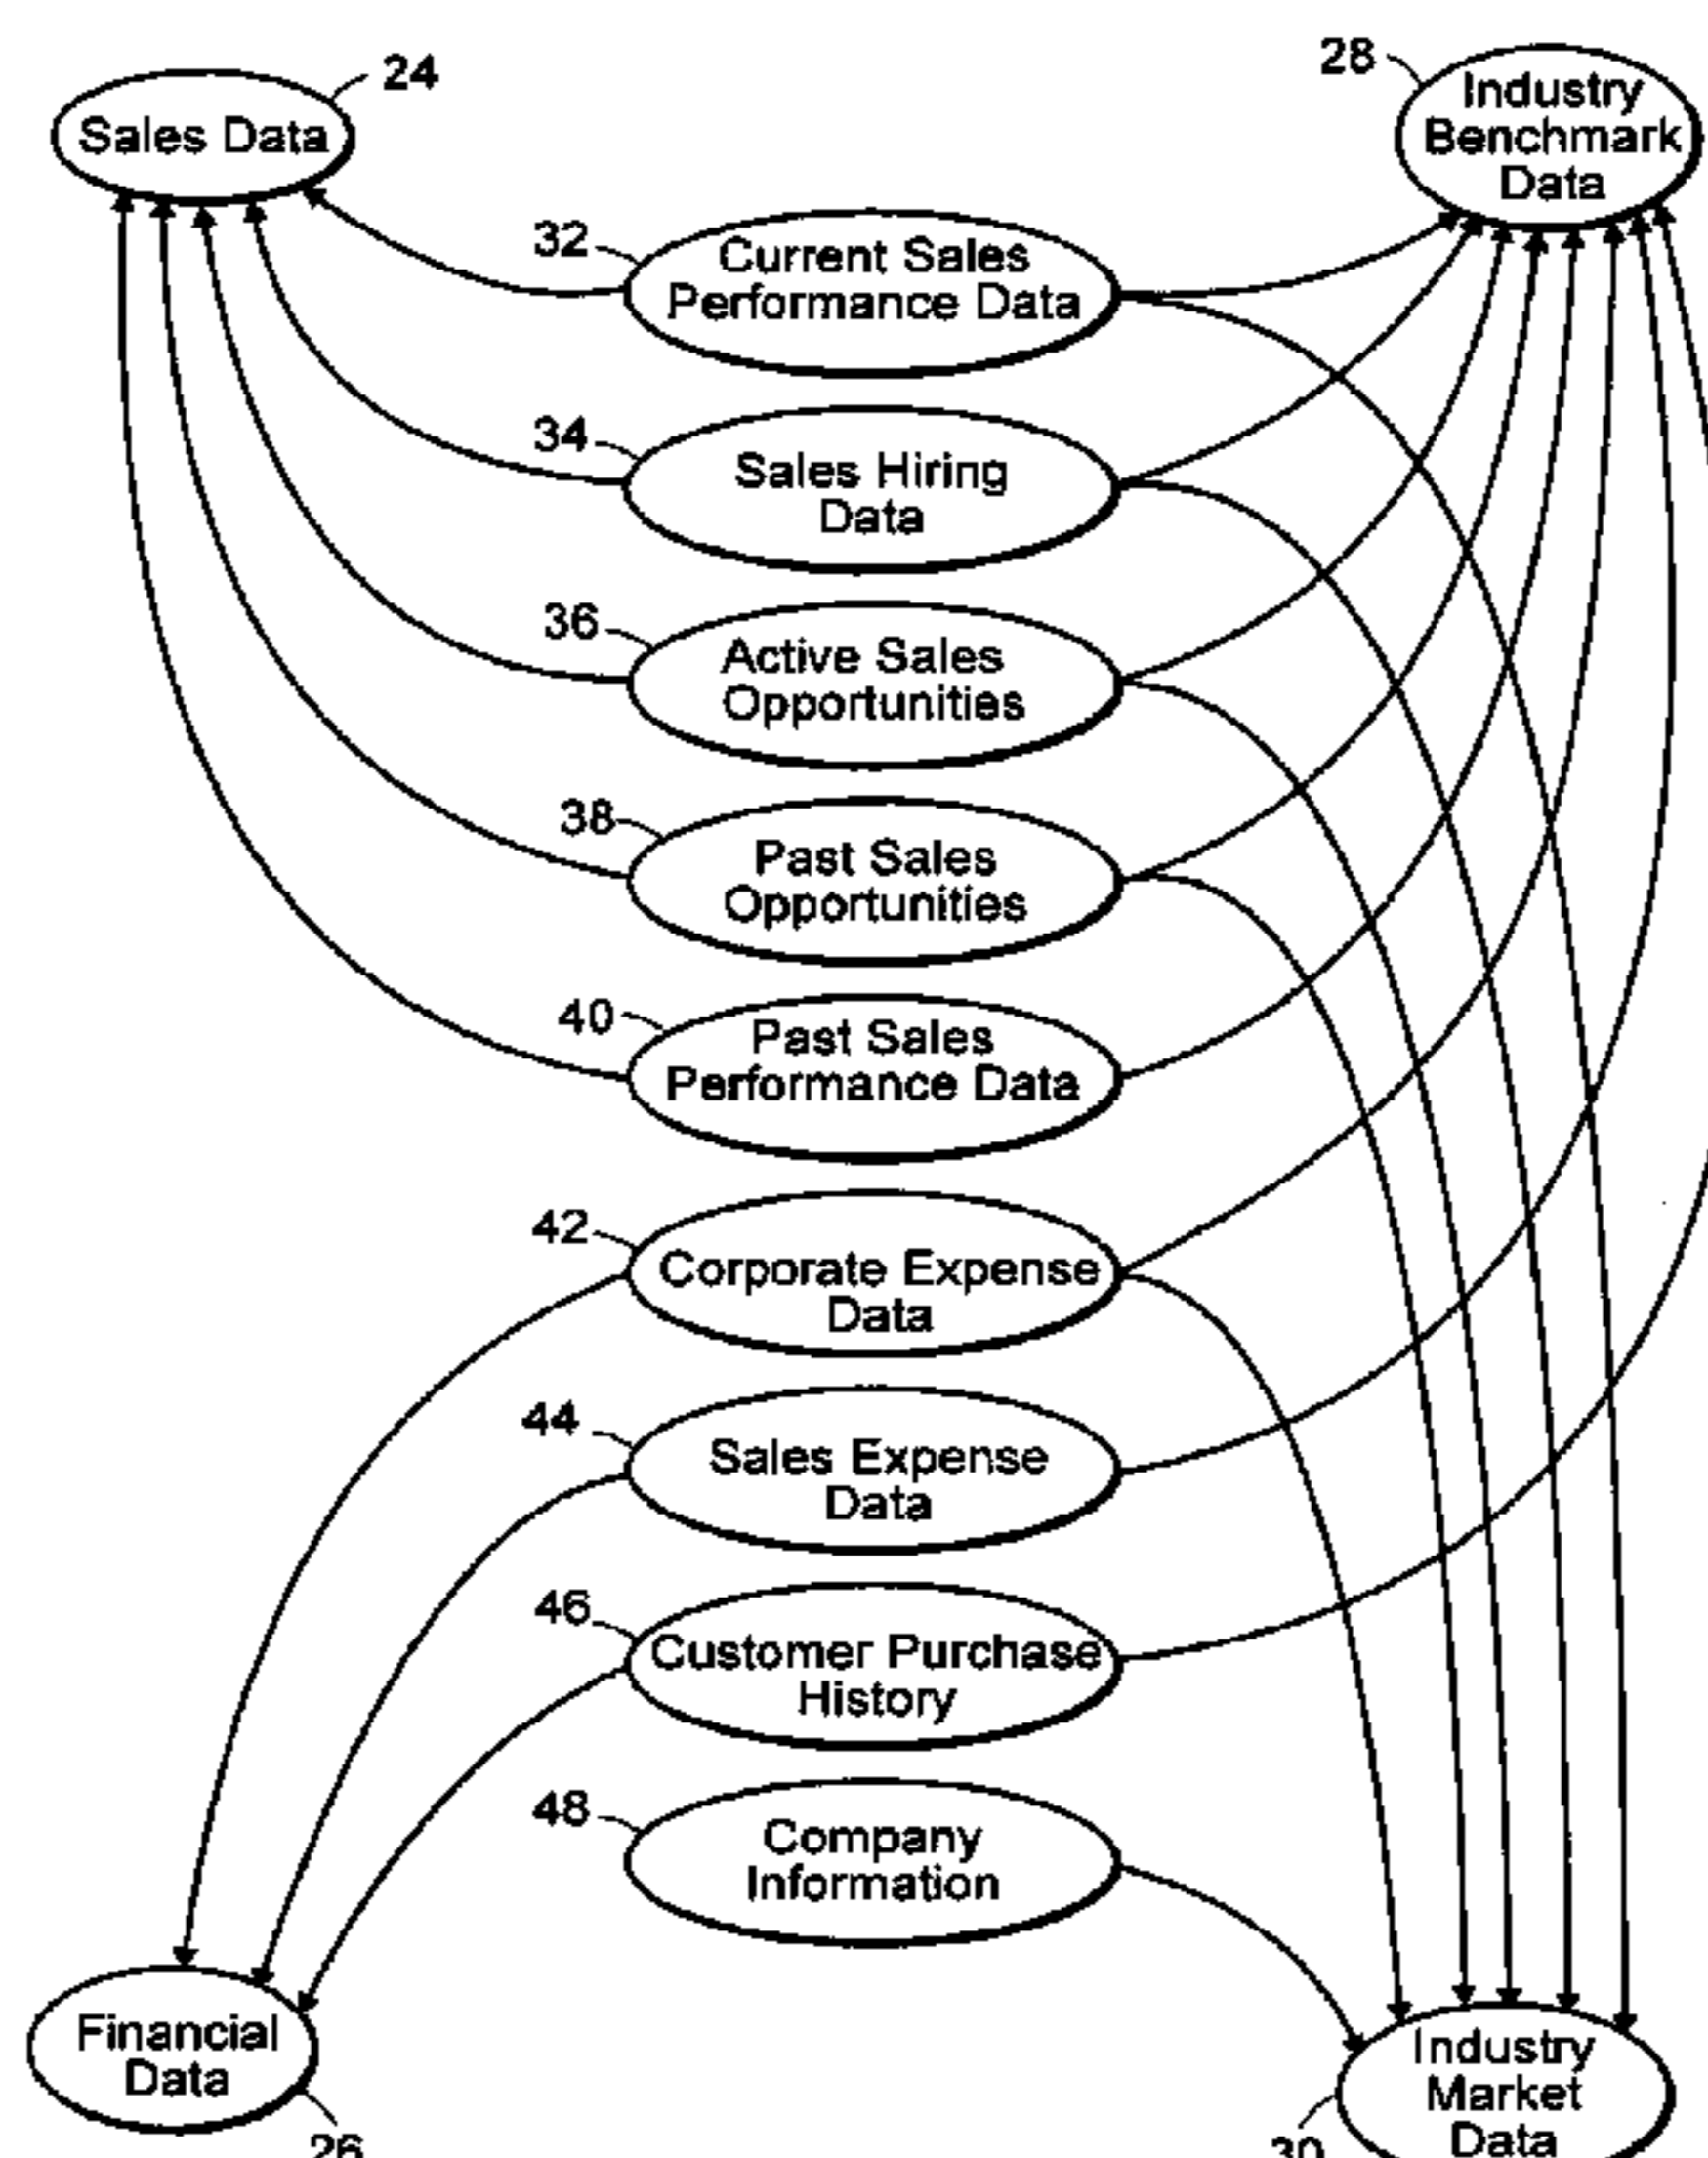 24
Sales Data
28
Industry
Benchmark
Data
32
Current Sales
Performance Data
34
Sales Hiring
Data
36
Active Sales
Opportunities
38
Past Sales
Opportunities
40
Past Sales
Performance Data
42
Corporate Expense
Data
44
Sales Expense
Data
46
Customer Purchase
History
48
Company
Information
Financial
Data
26
Industry
Market
Data
30